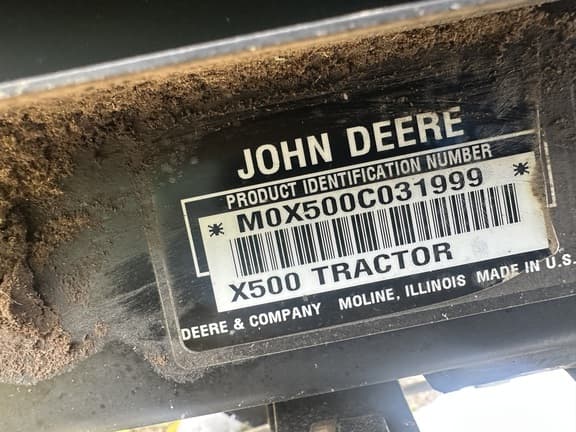 JOHN DEERE
PRODUCT IDENTIFICATION NUMBER
* M0X500C031999 *
X500 TRACTOR
DEERE & COMPANY MOLINE, ILLINOIS MADE IN U.S.